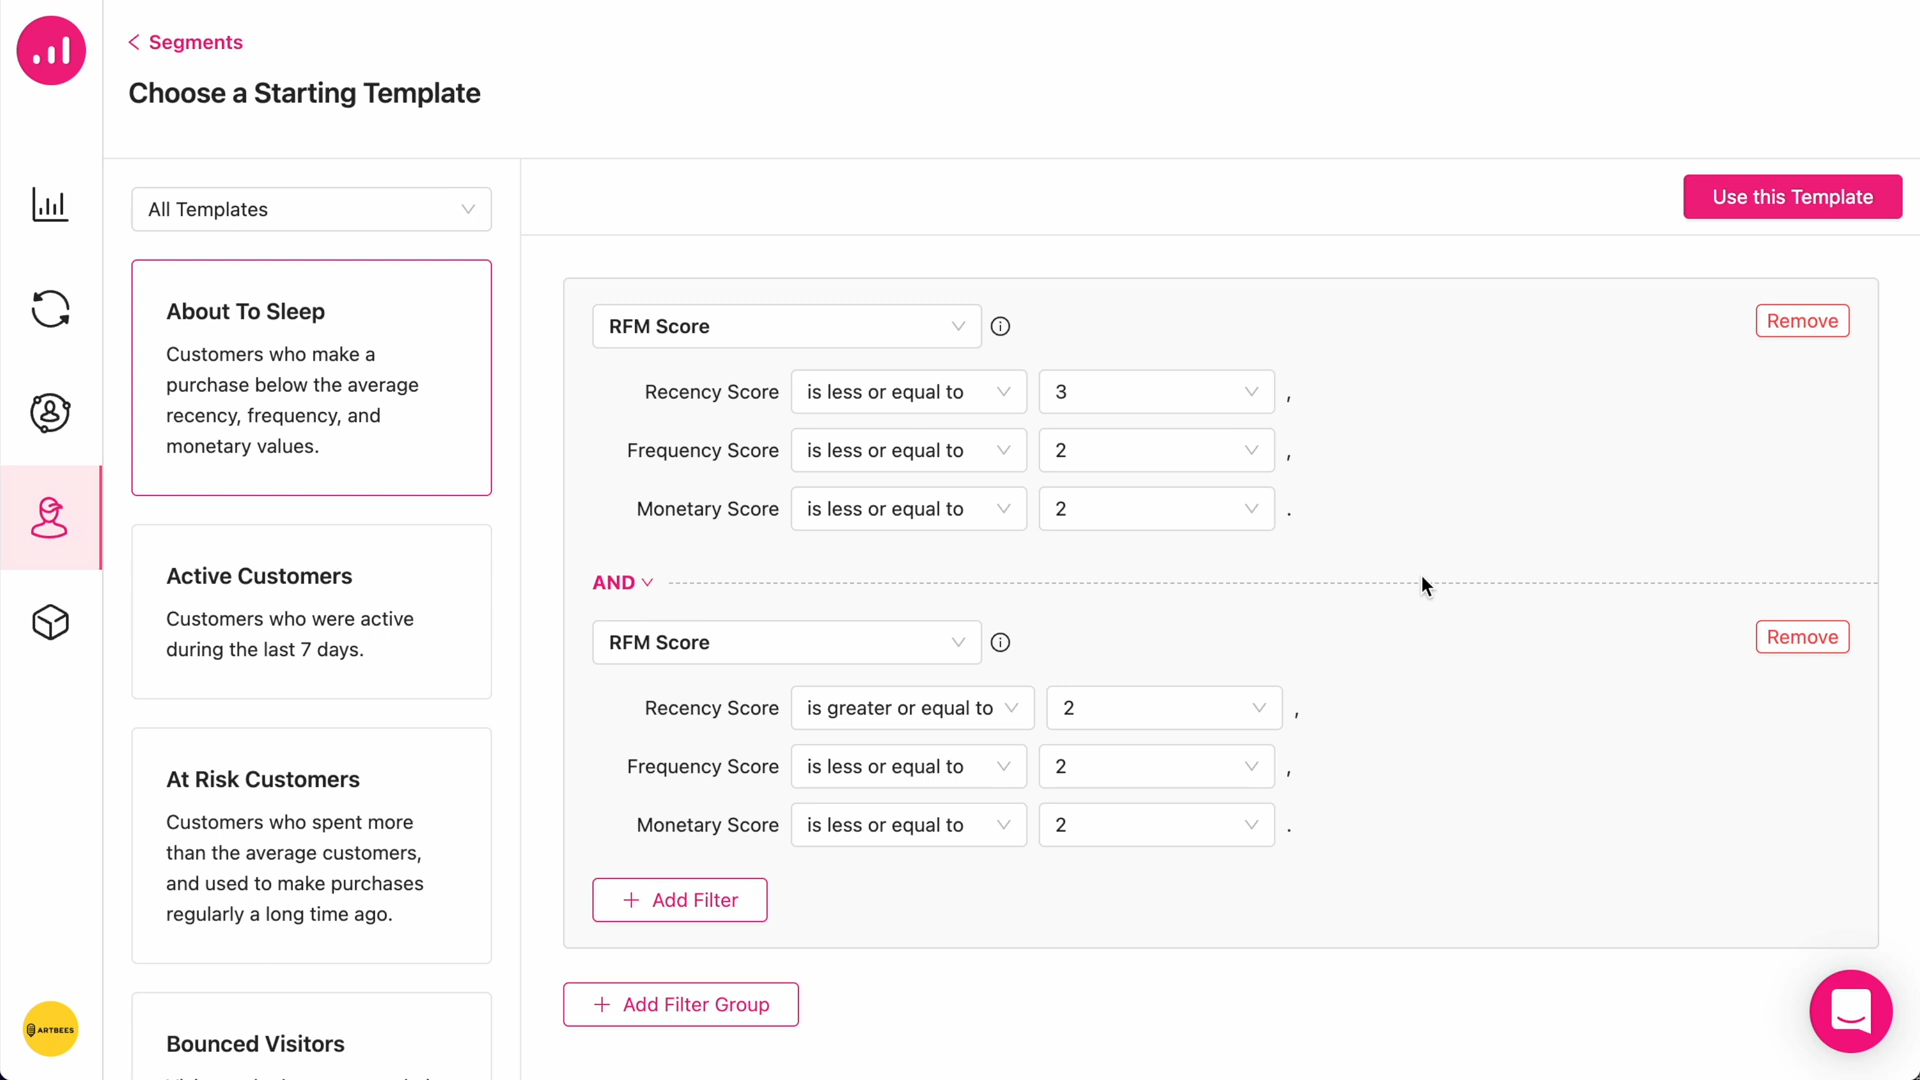 Segments
Choose a Starting Template
All Templates
Use this Template
About To Sleep
Customers who make a
purchase below the average
recency, frequency, and
monetary values.
Active Customers
Customers who were active
during the last 7 days.
At Risk Customers
Customers who spent more
than the average customers,
and used to make purchases
regularly a long time ago.
Bounced Visitors
RFM Score
Remove
Recency Score is less or equal to 3 ,
Frequency Score is less or equal to 2 ,
Monetary Score is less or equal to 2 .
AND
RFM Score
Remove
Recency Score is greater or equal to 2 ,
Frequency Score is less or equal to 2 ,
Monetary Score is less or equal to 2 .
+ Add Filter
+ Add Filter Group
ARTBEES